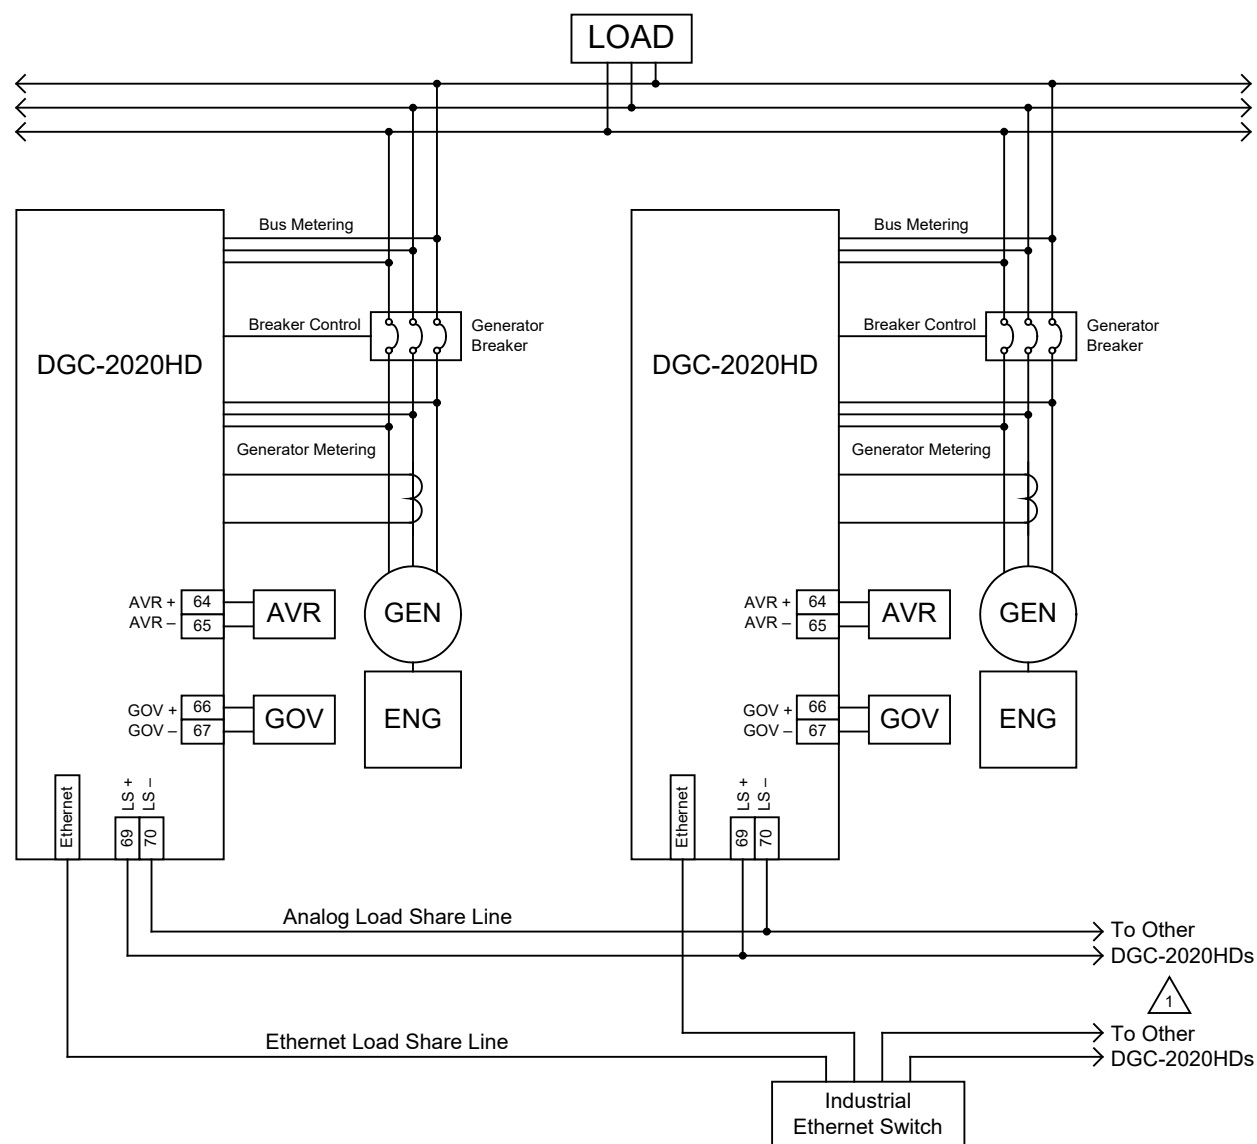 LOAD
Bus Metering
Bus Metering
Breaker Control
Generator
Breaker
Breaker Control
Generator
Breaker
DGC-2020HD
DGC-2020HD
Generator Metering
Generator Metering
AVR + 64
AVR – 65
AVR
GEN
AVR + 64
AVR – 65
AVR
GEN
GOV + 66
GOV – 67
GOV
ENG
GOV + 66
GOV – 67
GOV
ENG
Ethernet
LS +
LS –
69
70
Ethernet
LS +
LS –
69
70
Analog Load Share Line
To Other
DGC-2020HDs
1
Ethernet Load Share Line
To Other
DGC-2020HDs
Industrial
Ethernet Switch